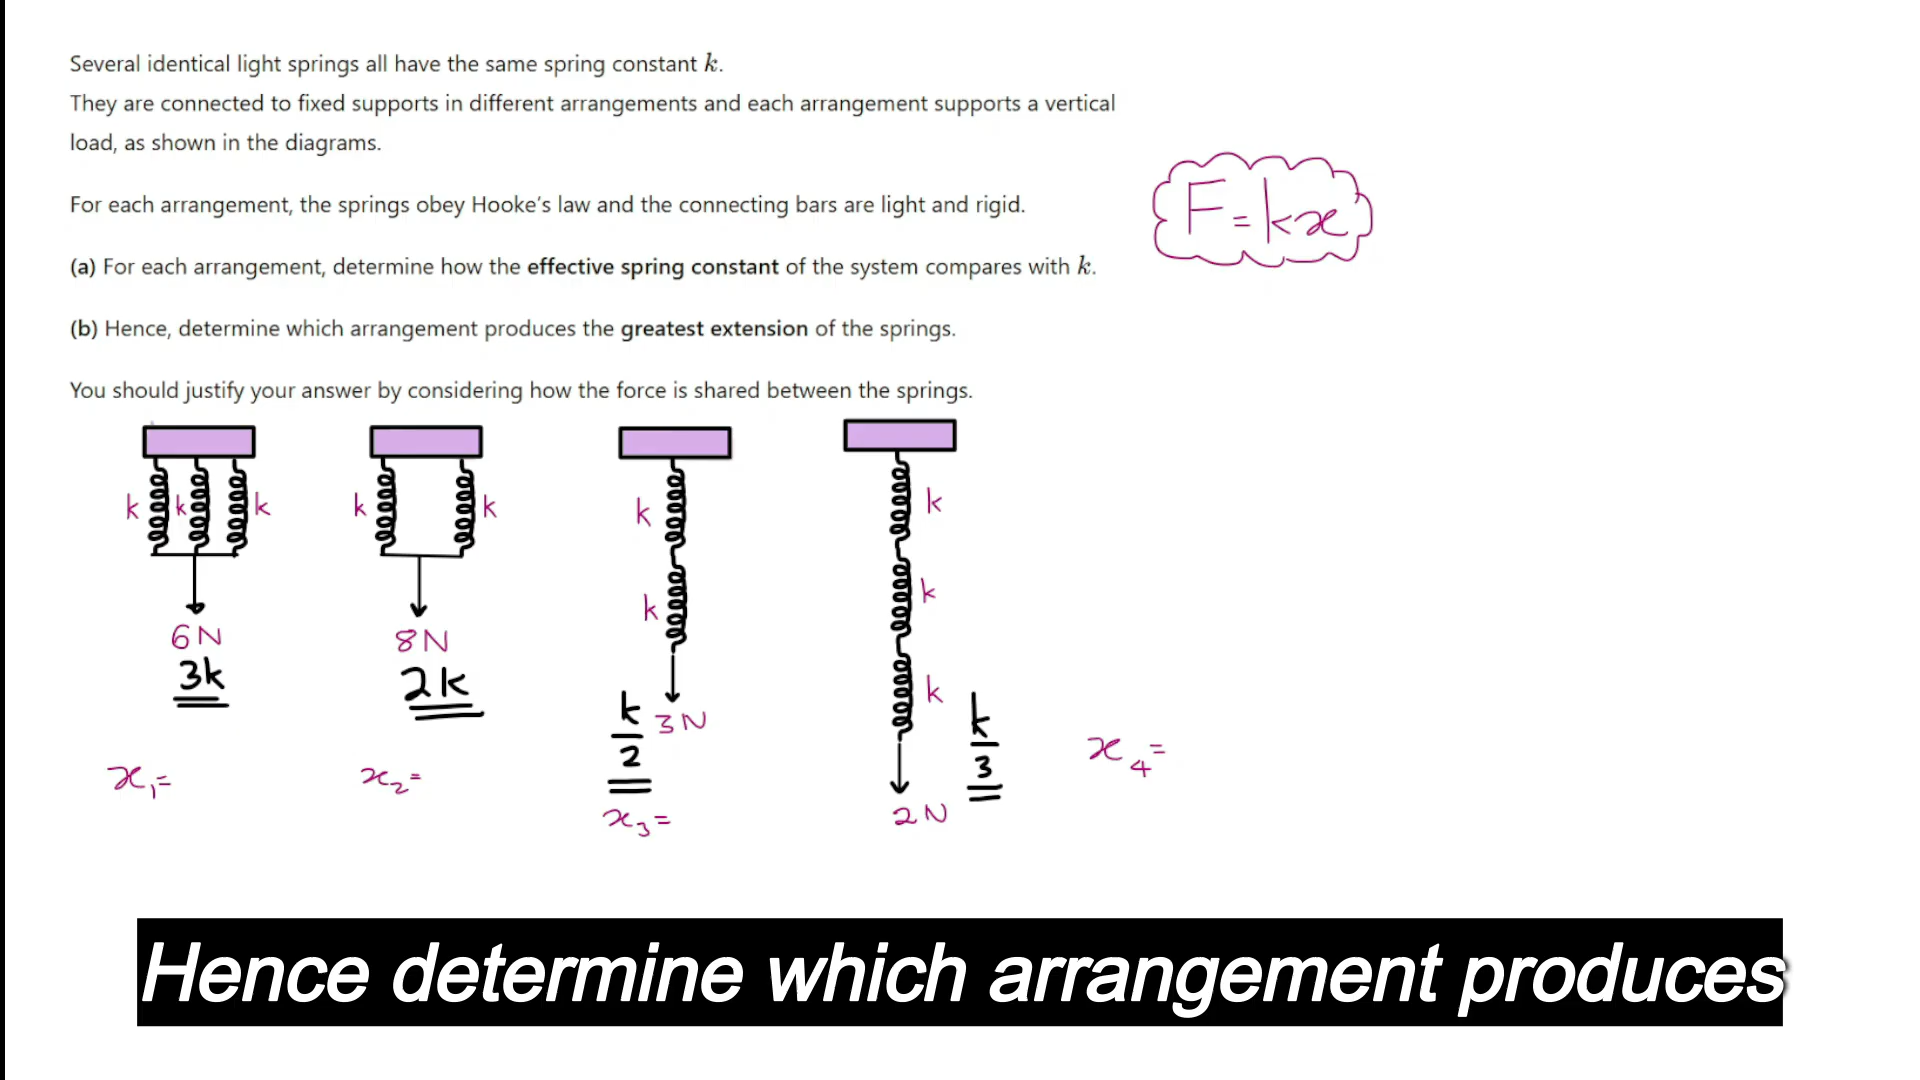 Several identical light springs all have the same spring constant k.
They are connected to fixed supports in different arrangements and each arrangement supports a vertical
load, as shown in the diagrams.
F=kx
For each arrangement, the springs obey Hooke's law and the connecting bars are light and rigid.
(a) For each arrangement, determine how the effective spring constant of the system compares with k.
(b) Hence, determine which arrangement produces the greatest extension of the springs.
You should justify your answer by considering how the force is shared between the springs.
k k k
6N
3k
x₁=
k k
8N
2k
x₂=
k
k
3N
k/2
x₃=
k
k
k
2N
k/3
x₄=
Hence determine which arrangement produces